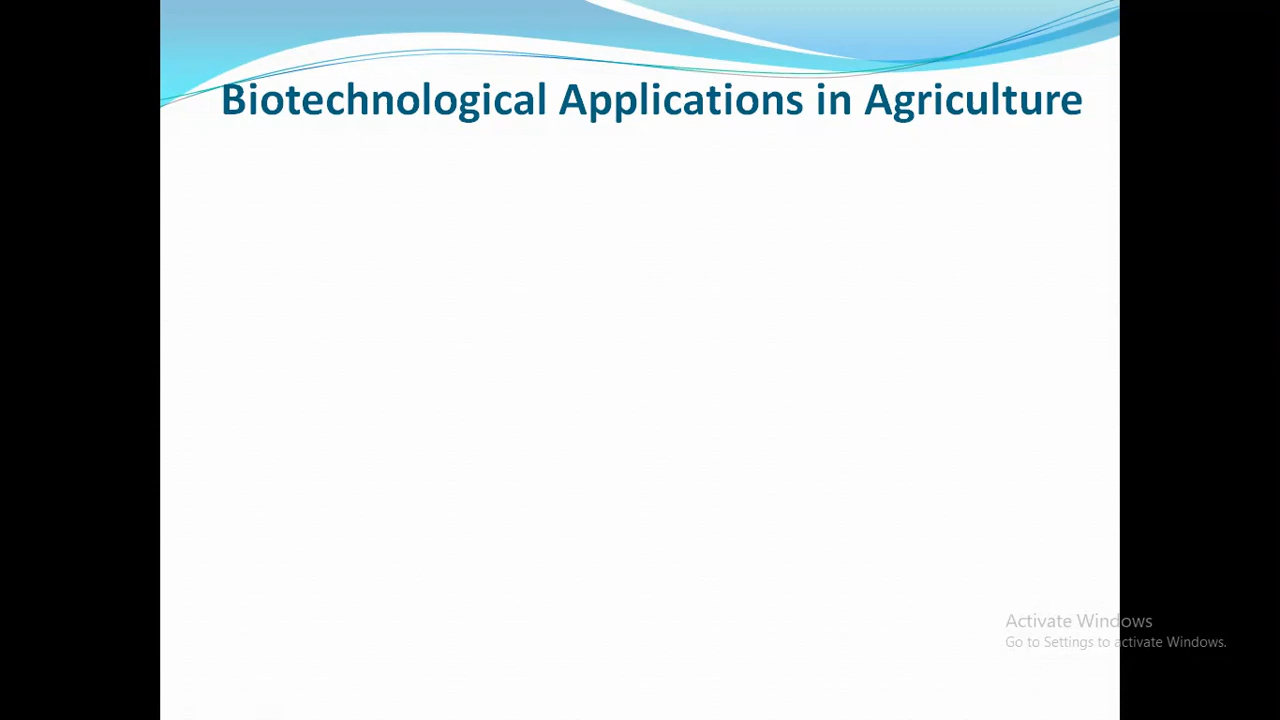 Biotechnological Applications in Agriculture
Activate Windows
Go to Settings to activate Windows.